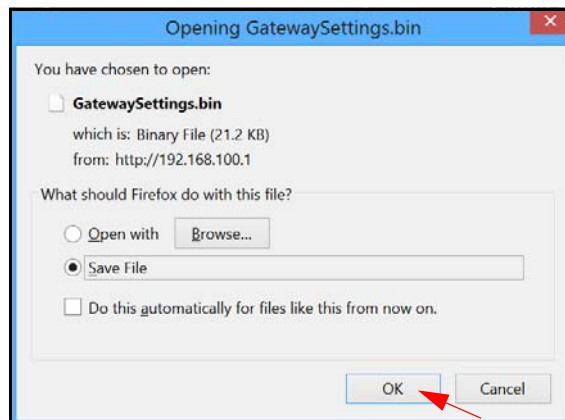 Opening GatewaySettings.bin
You have chosen to open:
GatewaySettings.bin
which is: Binary File (21.2 KB)
from: http://192.168.100.1
What should Firefox do with this file?
Open with Browse...
Save File
Do this automatically for files like this from now on.
OK Cancel